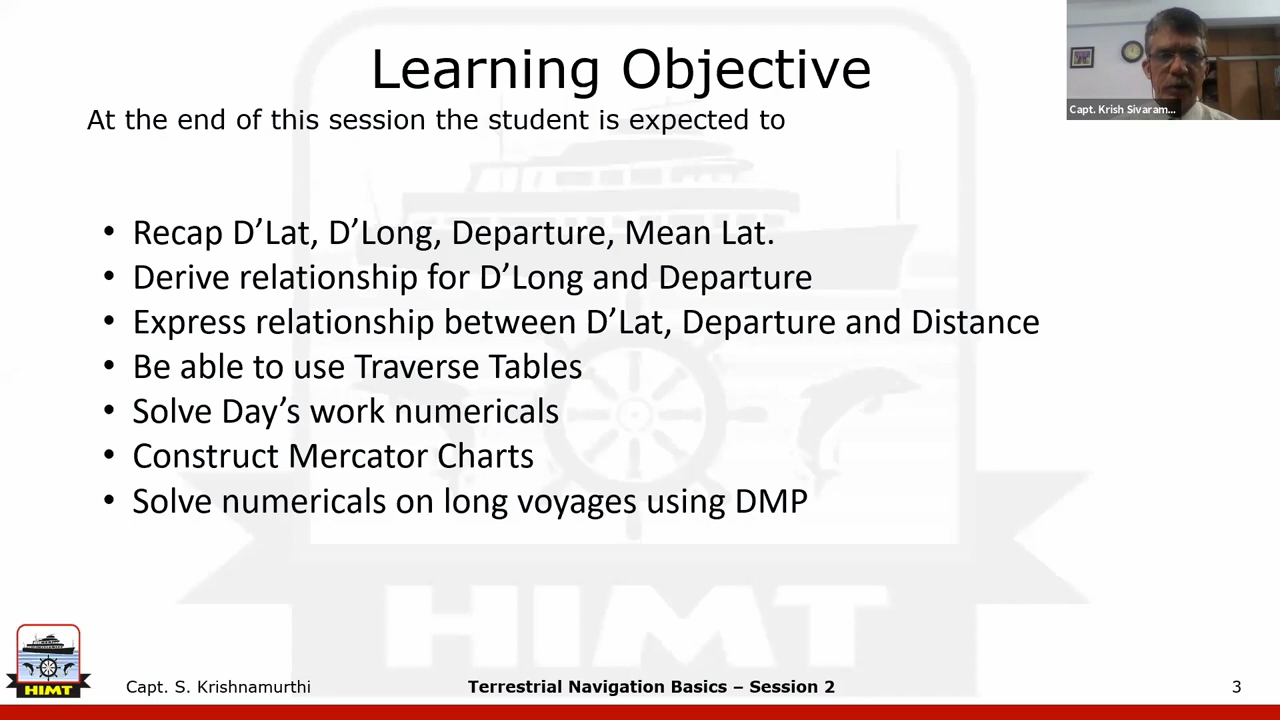 Learning Objective
At the end of this session the student is expected to
Capt. Krish Sivaram...
• Recap D’Lat, D’Long, Departure, Mean Lat.
• Derive relationship for D’Long and Departure
• Express relationship between D’Lat, Departure and Distance
• Be able to use Traverse Tables
• Solve Day’s work numericals
• Construct Mercator Charts
• Solve numericals on long voyages using DMP
HIMT
HIMT
Capt. S. Krishnamurthi
Terrestrial Navigation Basics – Session 2
3